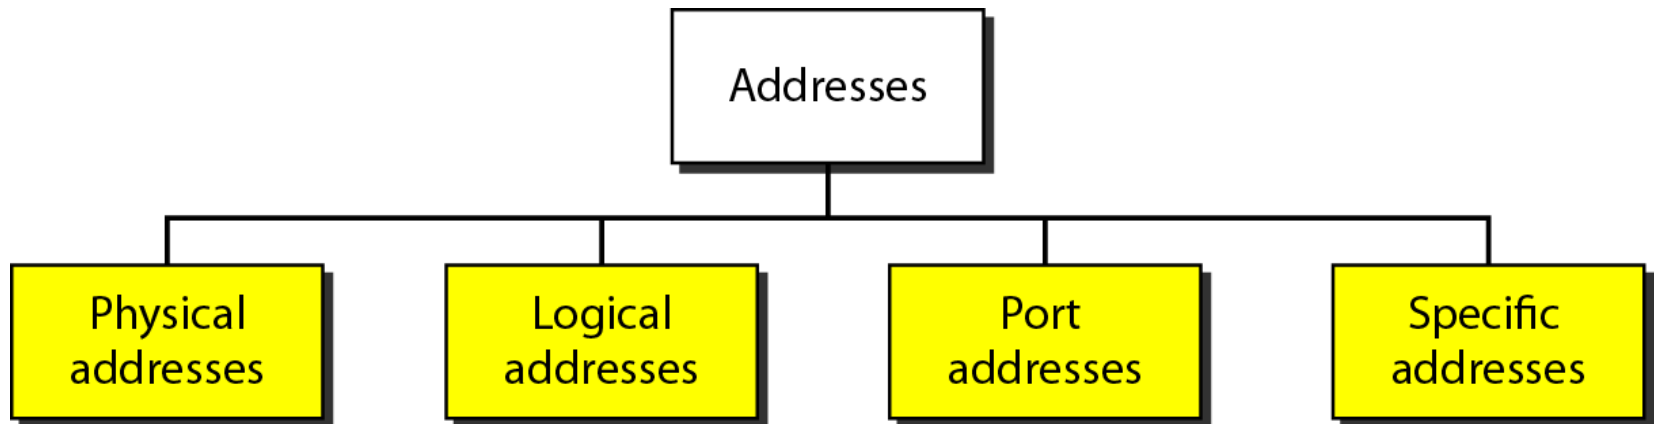 Addresses
Physical
addresses
Logical
addresses
Port
addresses
Specific
addresses